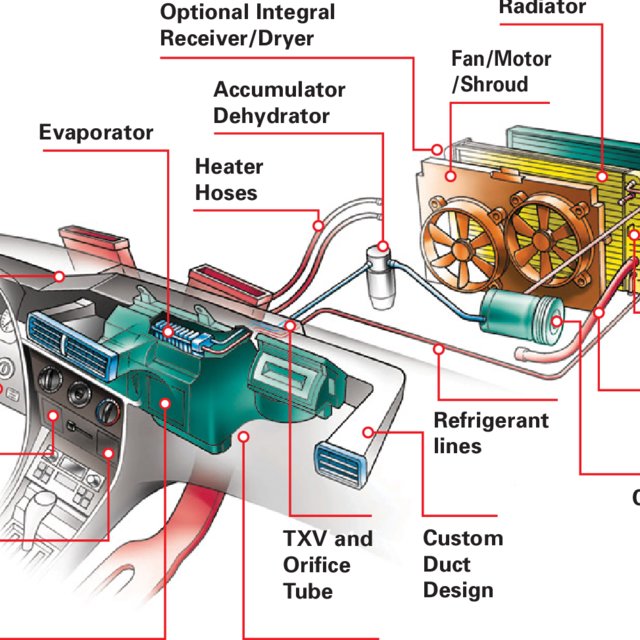 Optional Integral
Receiver/Dryer
Radiator
Fan/Motor
/Shroud
Accumulator
Dehydrator
Evaporator
Heater
Hoses
Refrigerant
lines
TXV and
Orifice
Tube
Custom
Duct
Design